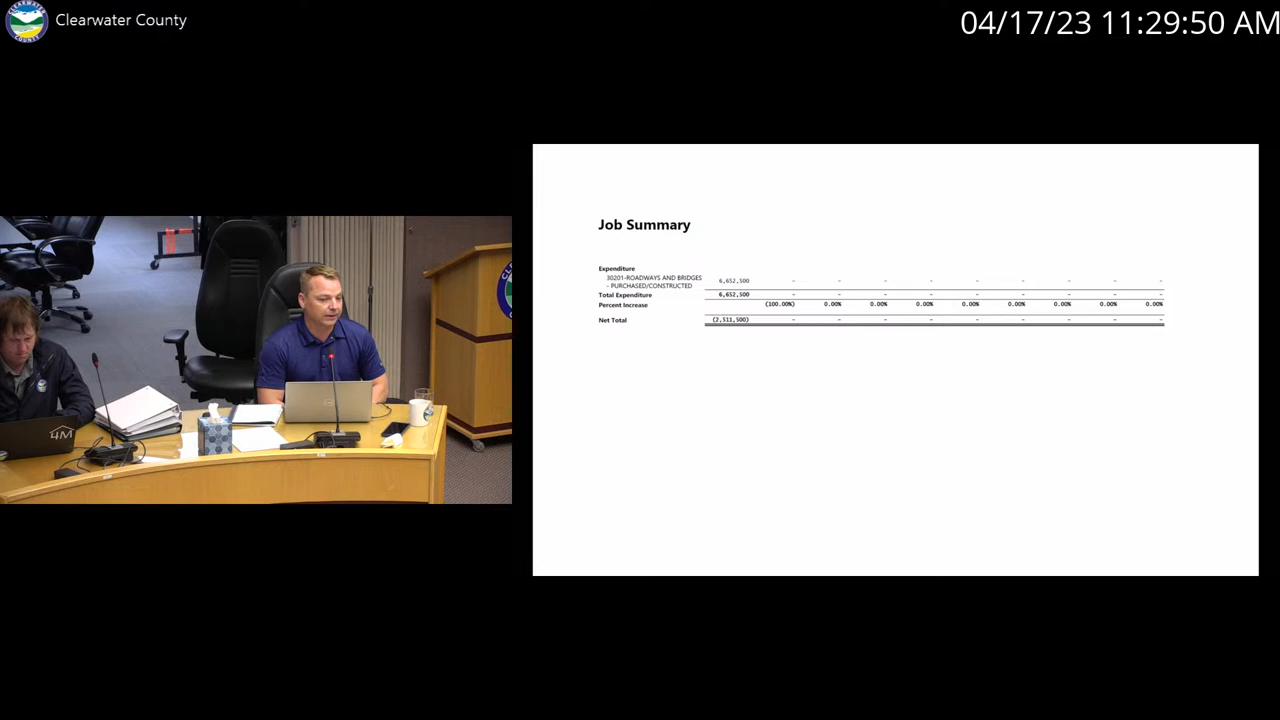 Clearwater County
04/17/23 11:29:50 AM
Job Summary
Expenditure
30201-ROADWAYS AND BRIDGES
- PURCHASED/CONSTRUCTED 6,652,500 - - - - - - - - -
Total Expenditure 6,652,500 - - - - - - - - -
Percent Increase (100.00%) 0.00% 0.00% 0.00% 0.00% 0.00% 0.00% 0.00% 0.00%
Net Total (2,511,500) - - - - - - - - -
4M